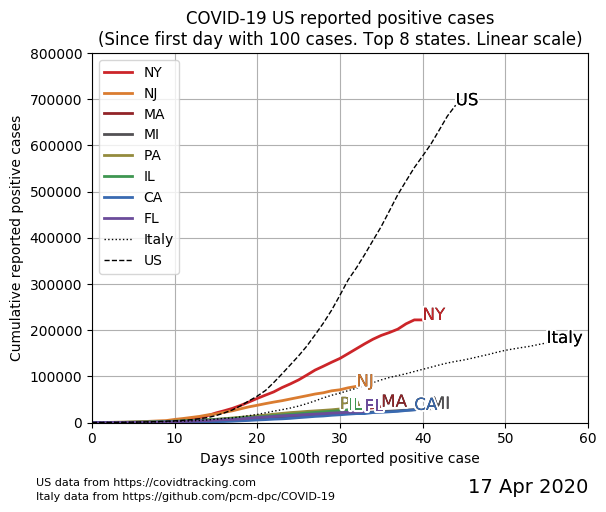 COVID-19 US reported positive cases
(Since first day with 100 cases. Top 8 states. Linear scale)
800000
700000
600000
500000
400000
300000
200000
100000
0
Cumulative reported positive cases
NY
NJ
MA
MI
PA
IL
CA
FL
Italy
US
US
NY
Italy
NJ
PA
IL
FL
MA
CA
MI
0 10 20 30 40 50 60
Days since 100th reported positive case
US data from https://covidtracking.com
Italy data from https://github.com/pcm-dpc/COVID-19
17 Apr 2020